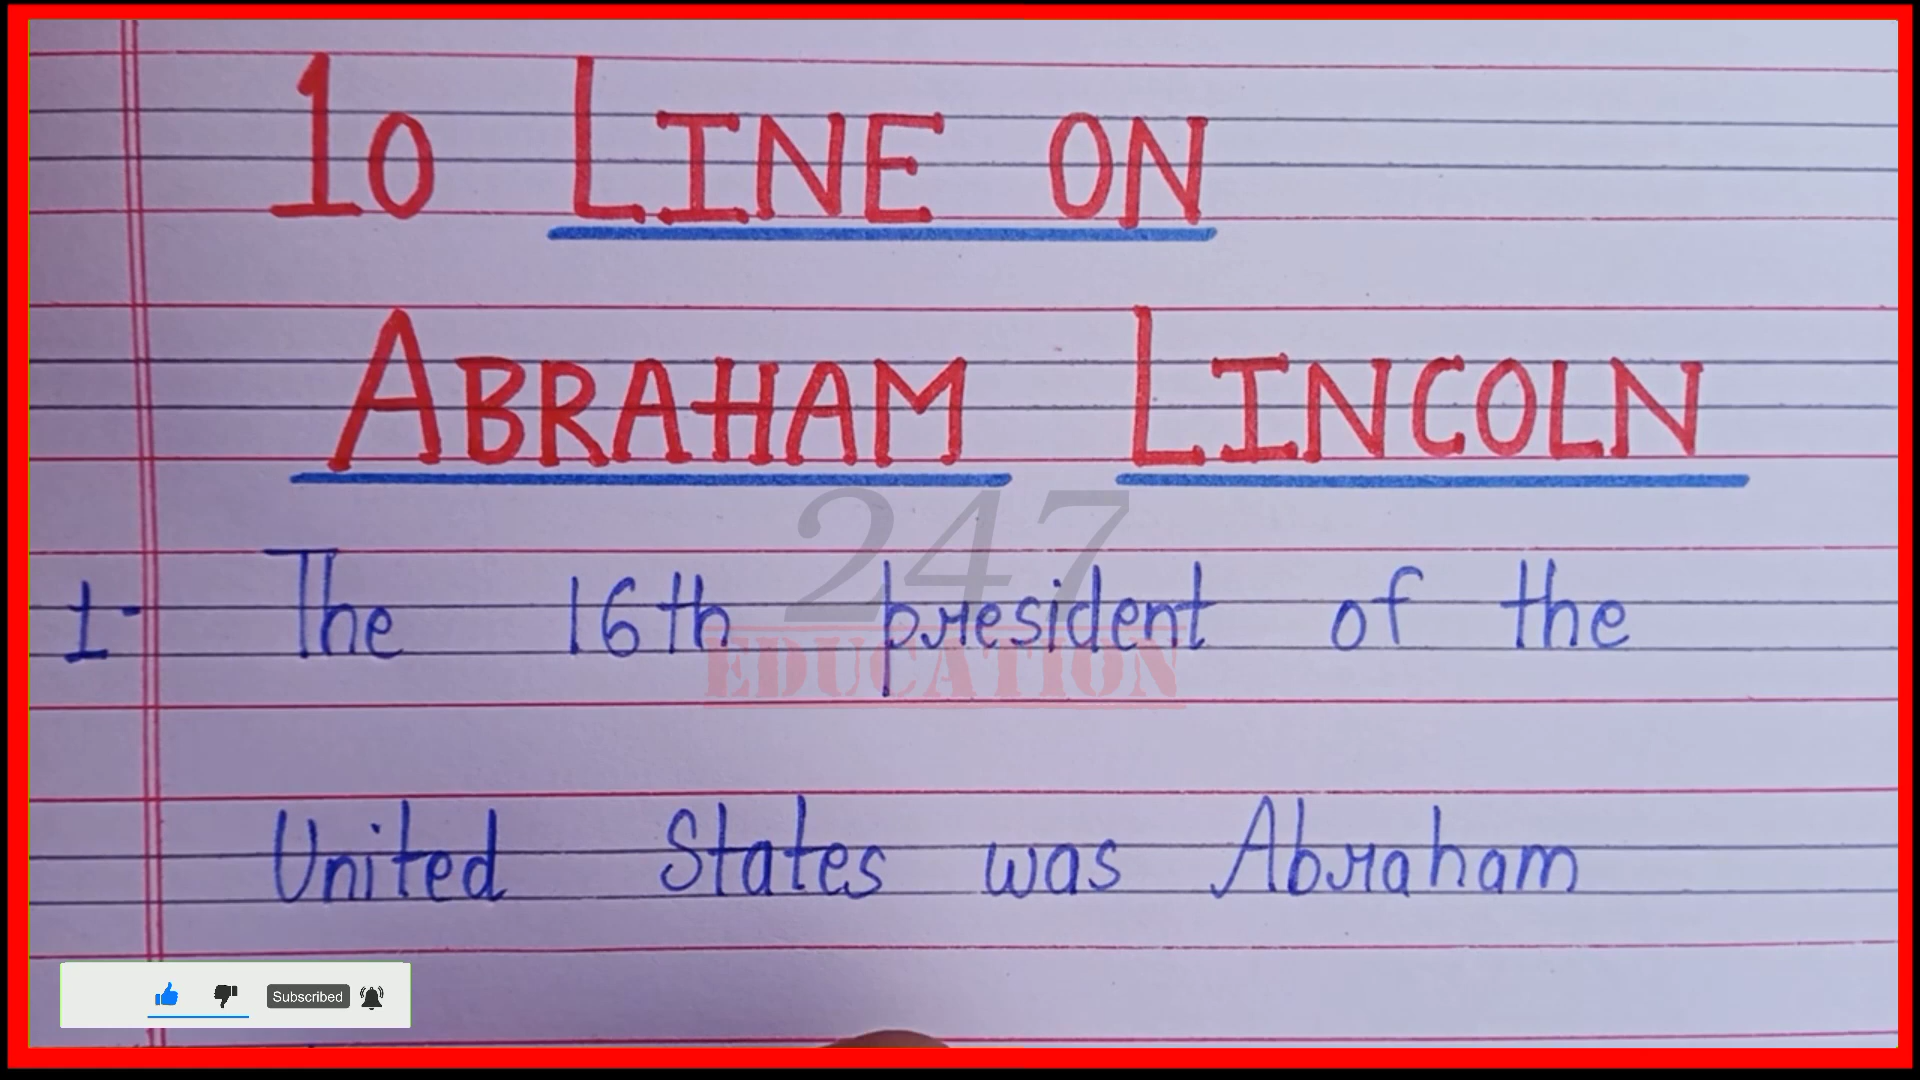 10 LINE ON
ABRAHAM LINCOLN
247
EDUCATION
1- The 16th president of the
United States was Abraham
Subscribed